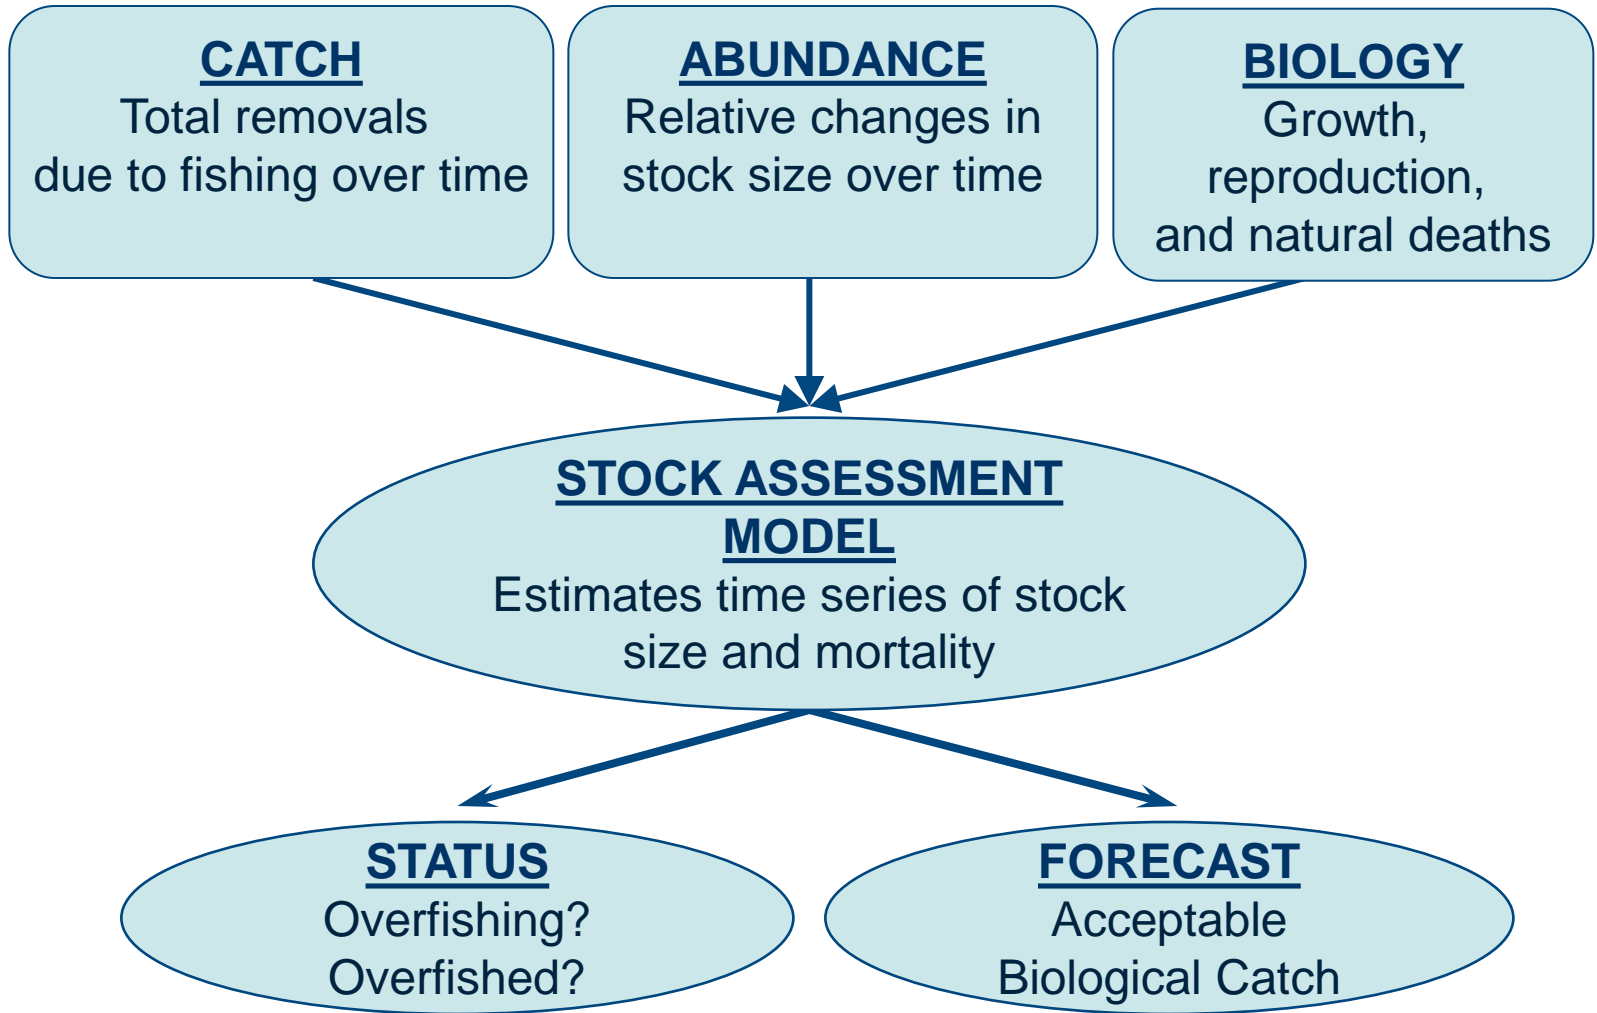 CATCH
Total removals
due to fishing over time
ABUNDANCE
Relative changes in
stock size over time
BIOLOGY
Growth,
reproduction,
and natural deaths
STOCK ASSESSMENT
MODEL
Estimates time series of stock
size and mortality
STATUS
Overfishing?
Overfished?
FORECAST
Acceptable
Biological Catch